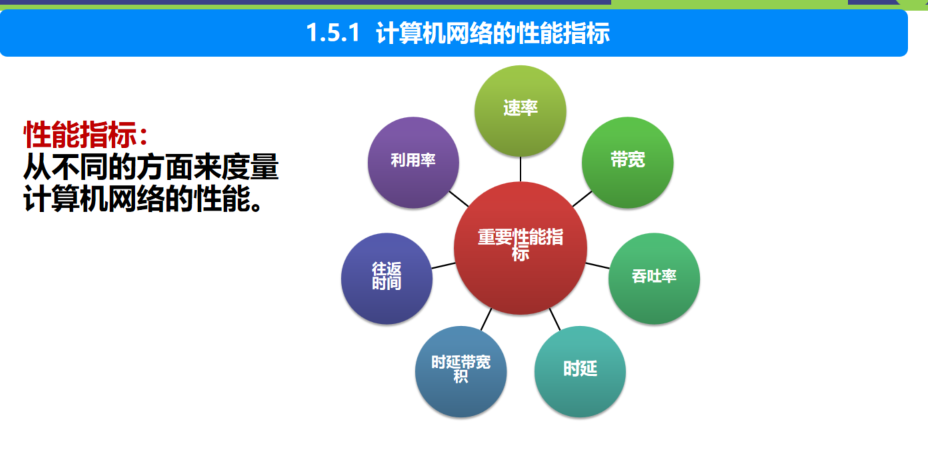 1.5.1 计算机网络的性能指标
性能指标：
从不同的方面来度量
计算机网络的性能。
速率
带宽
吞吐率
时延
时延带宽
积
往返
时间
利用率
重要性能指
标